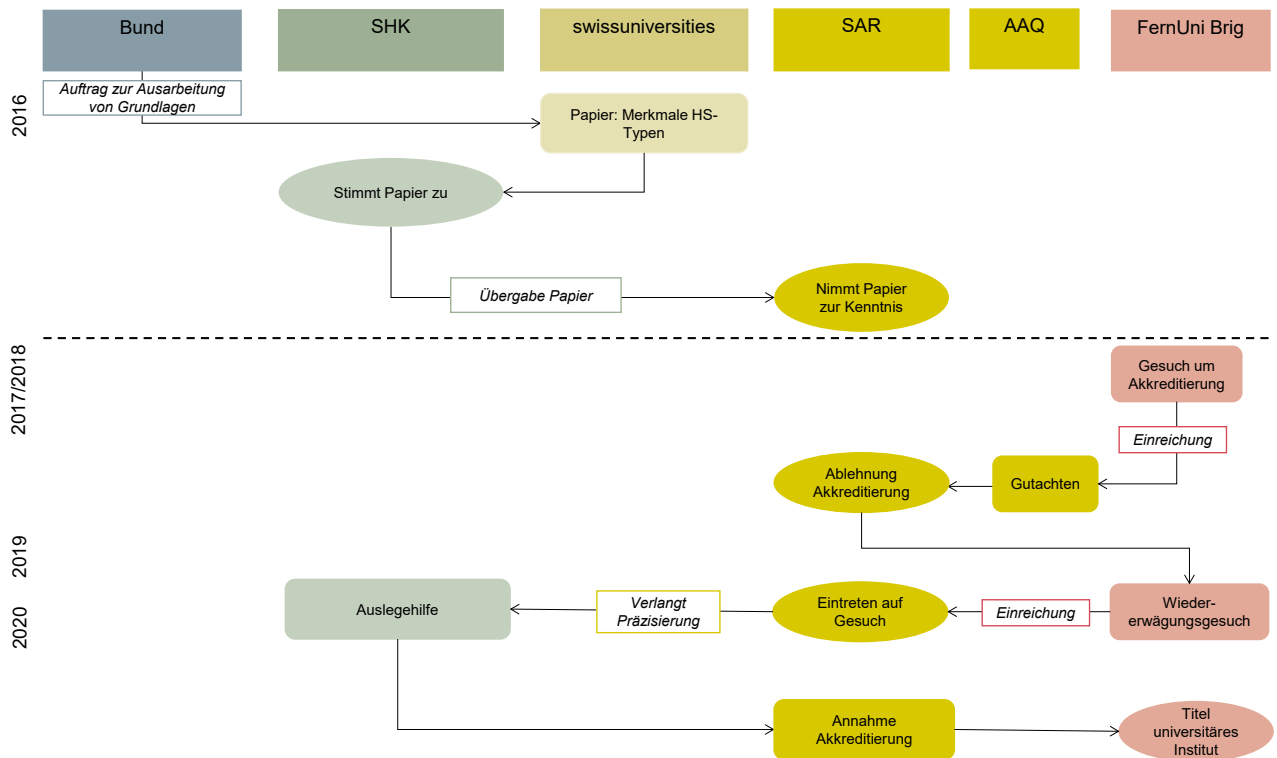 Bund
SHK
swissuniversities
SAR
AAQ
FernUni Brig
2016
Auftrag zur Ausarbeitung
von Grundlagen
Papier: Merkmale HS-
Typen
Stimmt Papier zu
Übergabe Papier
Nimmt Papier
zur Kenntnis
2017/2018
Gesuch um
Akkreditierung
Einreichung
Ablehnung
Akkreditierung
Gutachten
2019
2020
Auslegehilfe
Verlangt
Präzisierung
Eintreten auf
Gesuch
Einreichung
Wieder-
erwägungsgesuch
Annahme
Akkreditierung
Titel
universitäres
Institut